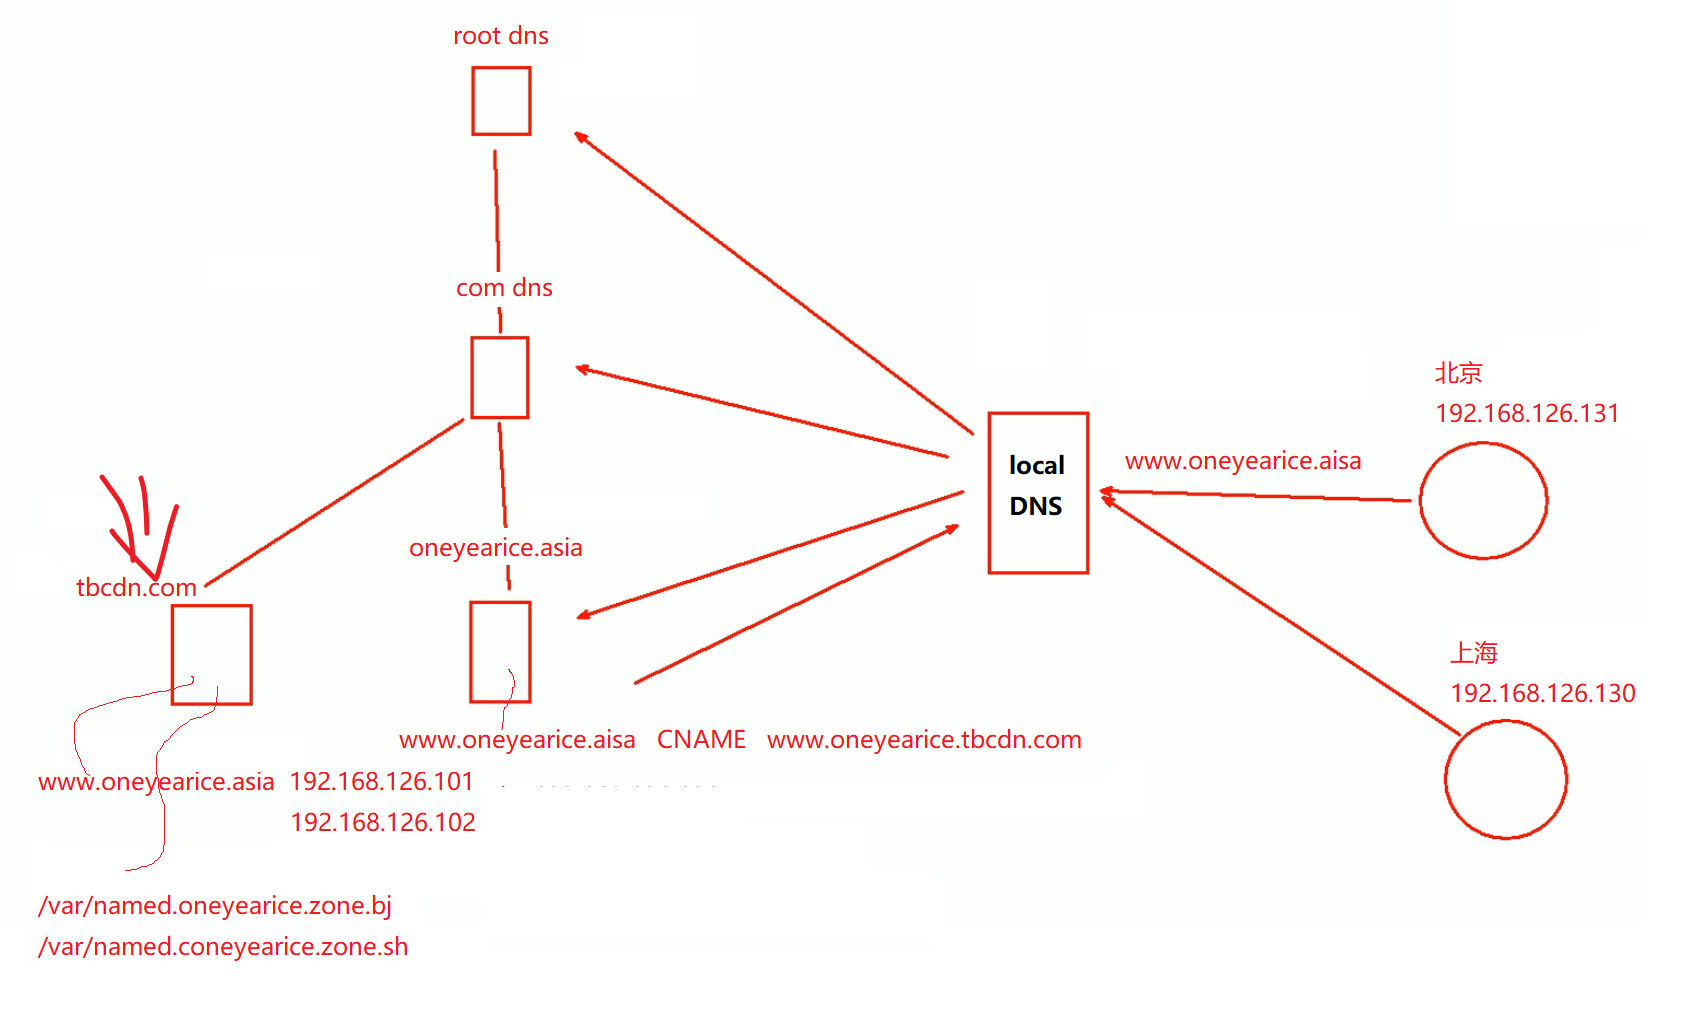 root dns
com dns
北京
192.168.126.131
local
DNS
www.oneyearice.aisa
oneyearice.asia
tbcdn.com
上海
192.168.126.130
www.oneyearice.aisa CNAME www.oneyearice.tbcdn.com
www.oneyearice.asia 192.168.126.101
192.168.126.102
/var/named.oneyearice.zone.bj
/var/named.coneyearice.zone.sh